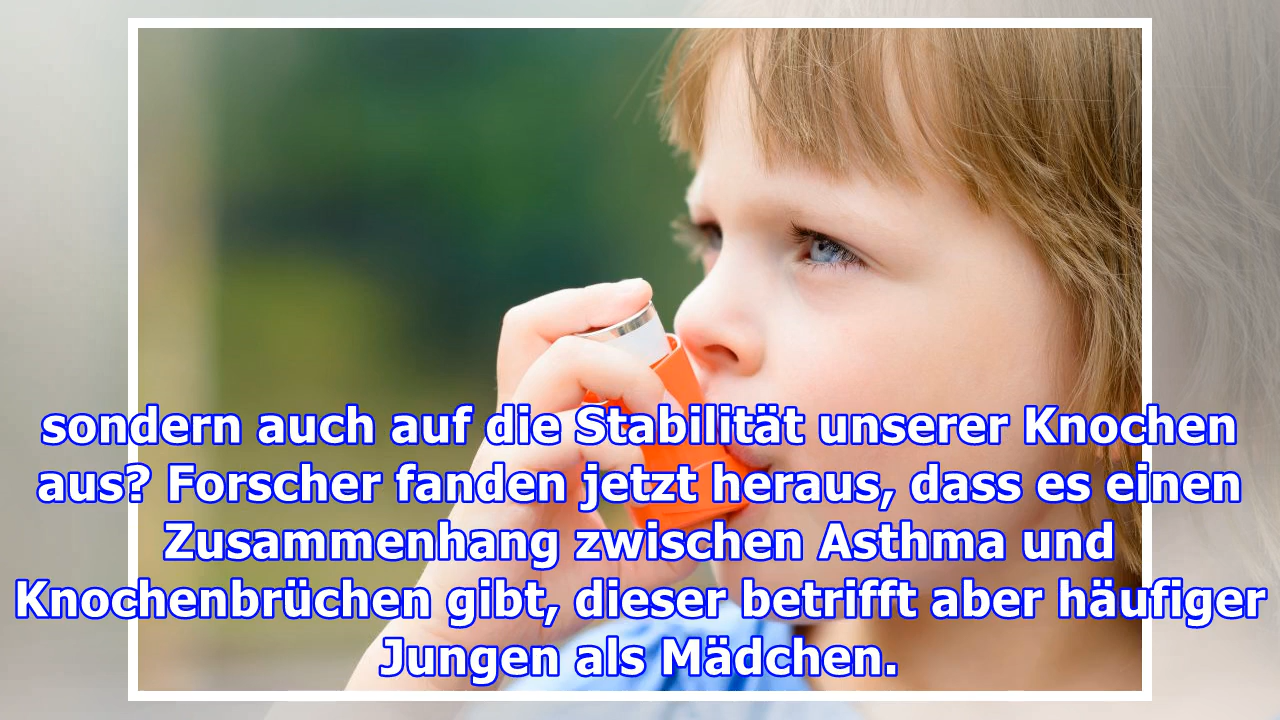 sondern auch auf die Stabilität unserer Knochen
aus? Forscher fanden jetzt heraus, dass es einen
Zusammenhang zwischen Asthma und
Knochenbrüchen gibt, dieser betrifft aber häufiger
Jungen als Mädchen.